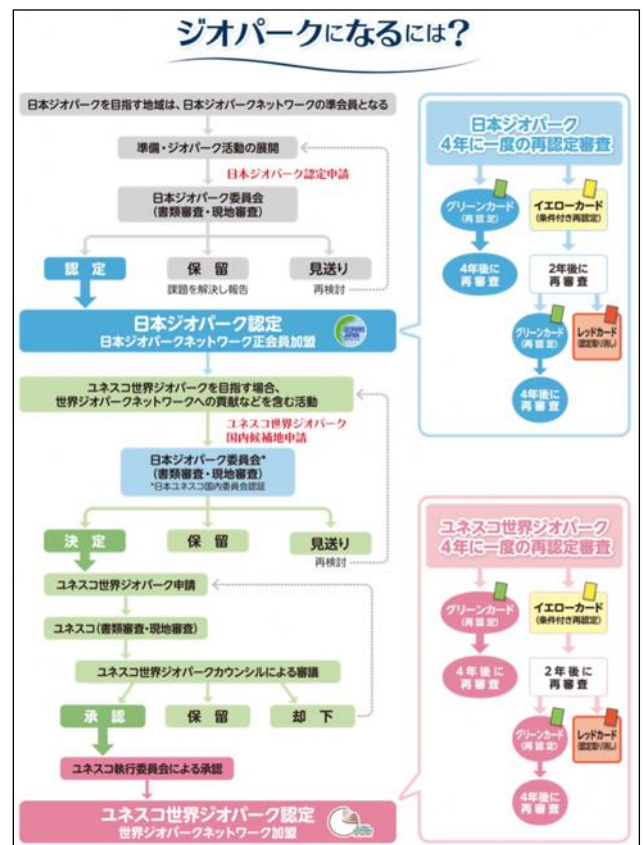 ジオパークになるには?
日本ジオパークを目指す地域は、日本ジオパークネットワークの準会員となる
準備・ジオパーク活動の展開
日本ジオパーク認定申請
日本ジオパーク委員会
(書類審査・現地審査)
認定
保留
見送り
課題を解決し報告
再検討
日本ジオパーク認定
日本ジオパークネットワーク正会員加盟
ユネスコ世界ジオパークを目指す場合、
世界ジオパークネットワークへの貢献などを含む活動
ユネスコ世界ジオパーク
国内候補地申請
日本ジオパーク委員会*
(書類審査・現地審査)
*日本ユネスコ国内委員会認証
決定
保留
見送り
再検討
ユネスコ世界ジオパーク申請
ユネスコ(書類審査・現地審査)
ユネスコ世界ジオパークカウンシルによる審議
承認
保留
却下
ユネスコ執行委員会による承認
ユネスコ世界ジオパーク認定
世界ジオパークネットワーク加盟
日本ジオパーク
4年に一度の再認定審査
グリーンカード
(再認定)
イエローカード
(条件付き再認定)
4年後に
再審査
2年後に
再審査
グリーンカード
(再認定)
レッドカード
(認定取り消し)
4年後に
再審査
ユネスコ世界ジオパーク
4年に一度の再認定審査
グリーンカード
(再認定)
イエローカード
(条件付き再認定)
4年後に
再審査
2年後に
再審査
グリーンカード
(再認定)
レッドカード
(認定取り消し)
4年後に
再審査